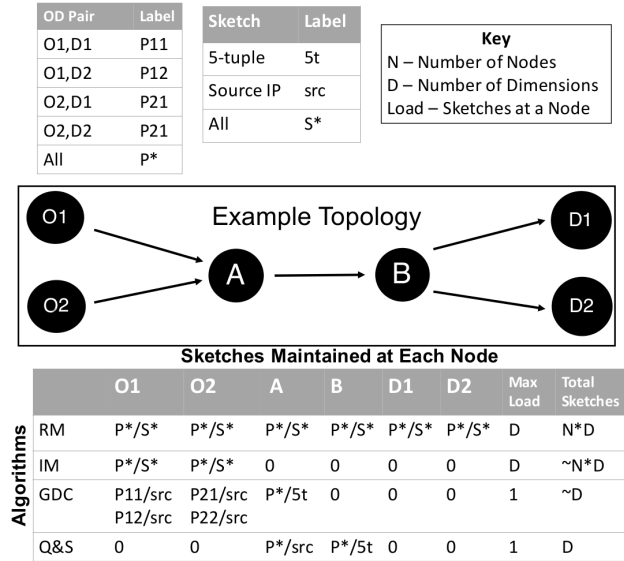 OD Pair Label
O1,D1 P11
O1,D2 P12
O2,D1 P21
O2,D2 P21
All P*
Sketch Label
5-tuple 5t
Source IP src
All S*
Key
N – Number of Nodes
D – Number of Dimensions
Load – Sketches at a Node
Example Topology
O1
O2
A
B
D1
D2
Sketches Maintained at Each Node
Algorithms
O1 O2 A B D1 D2 Max Load Total Sketches
RM P*/S* P*/S* P*/S* P*/S* P*/S* P*/S* D N*D
IM P*/S* P*/S* 0 0 0 0 D ~N*D
GDC P11/src P21/src P*/5t 0 0 0 1 ~D
P12/src P22/src
Q&S 0 0 P*/src P*/5t 0 0 1 D